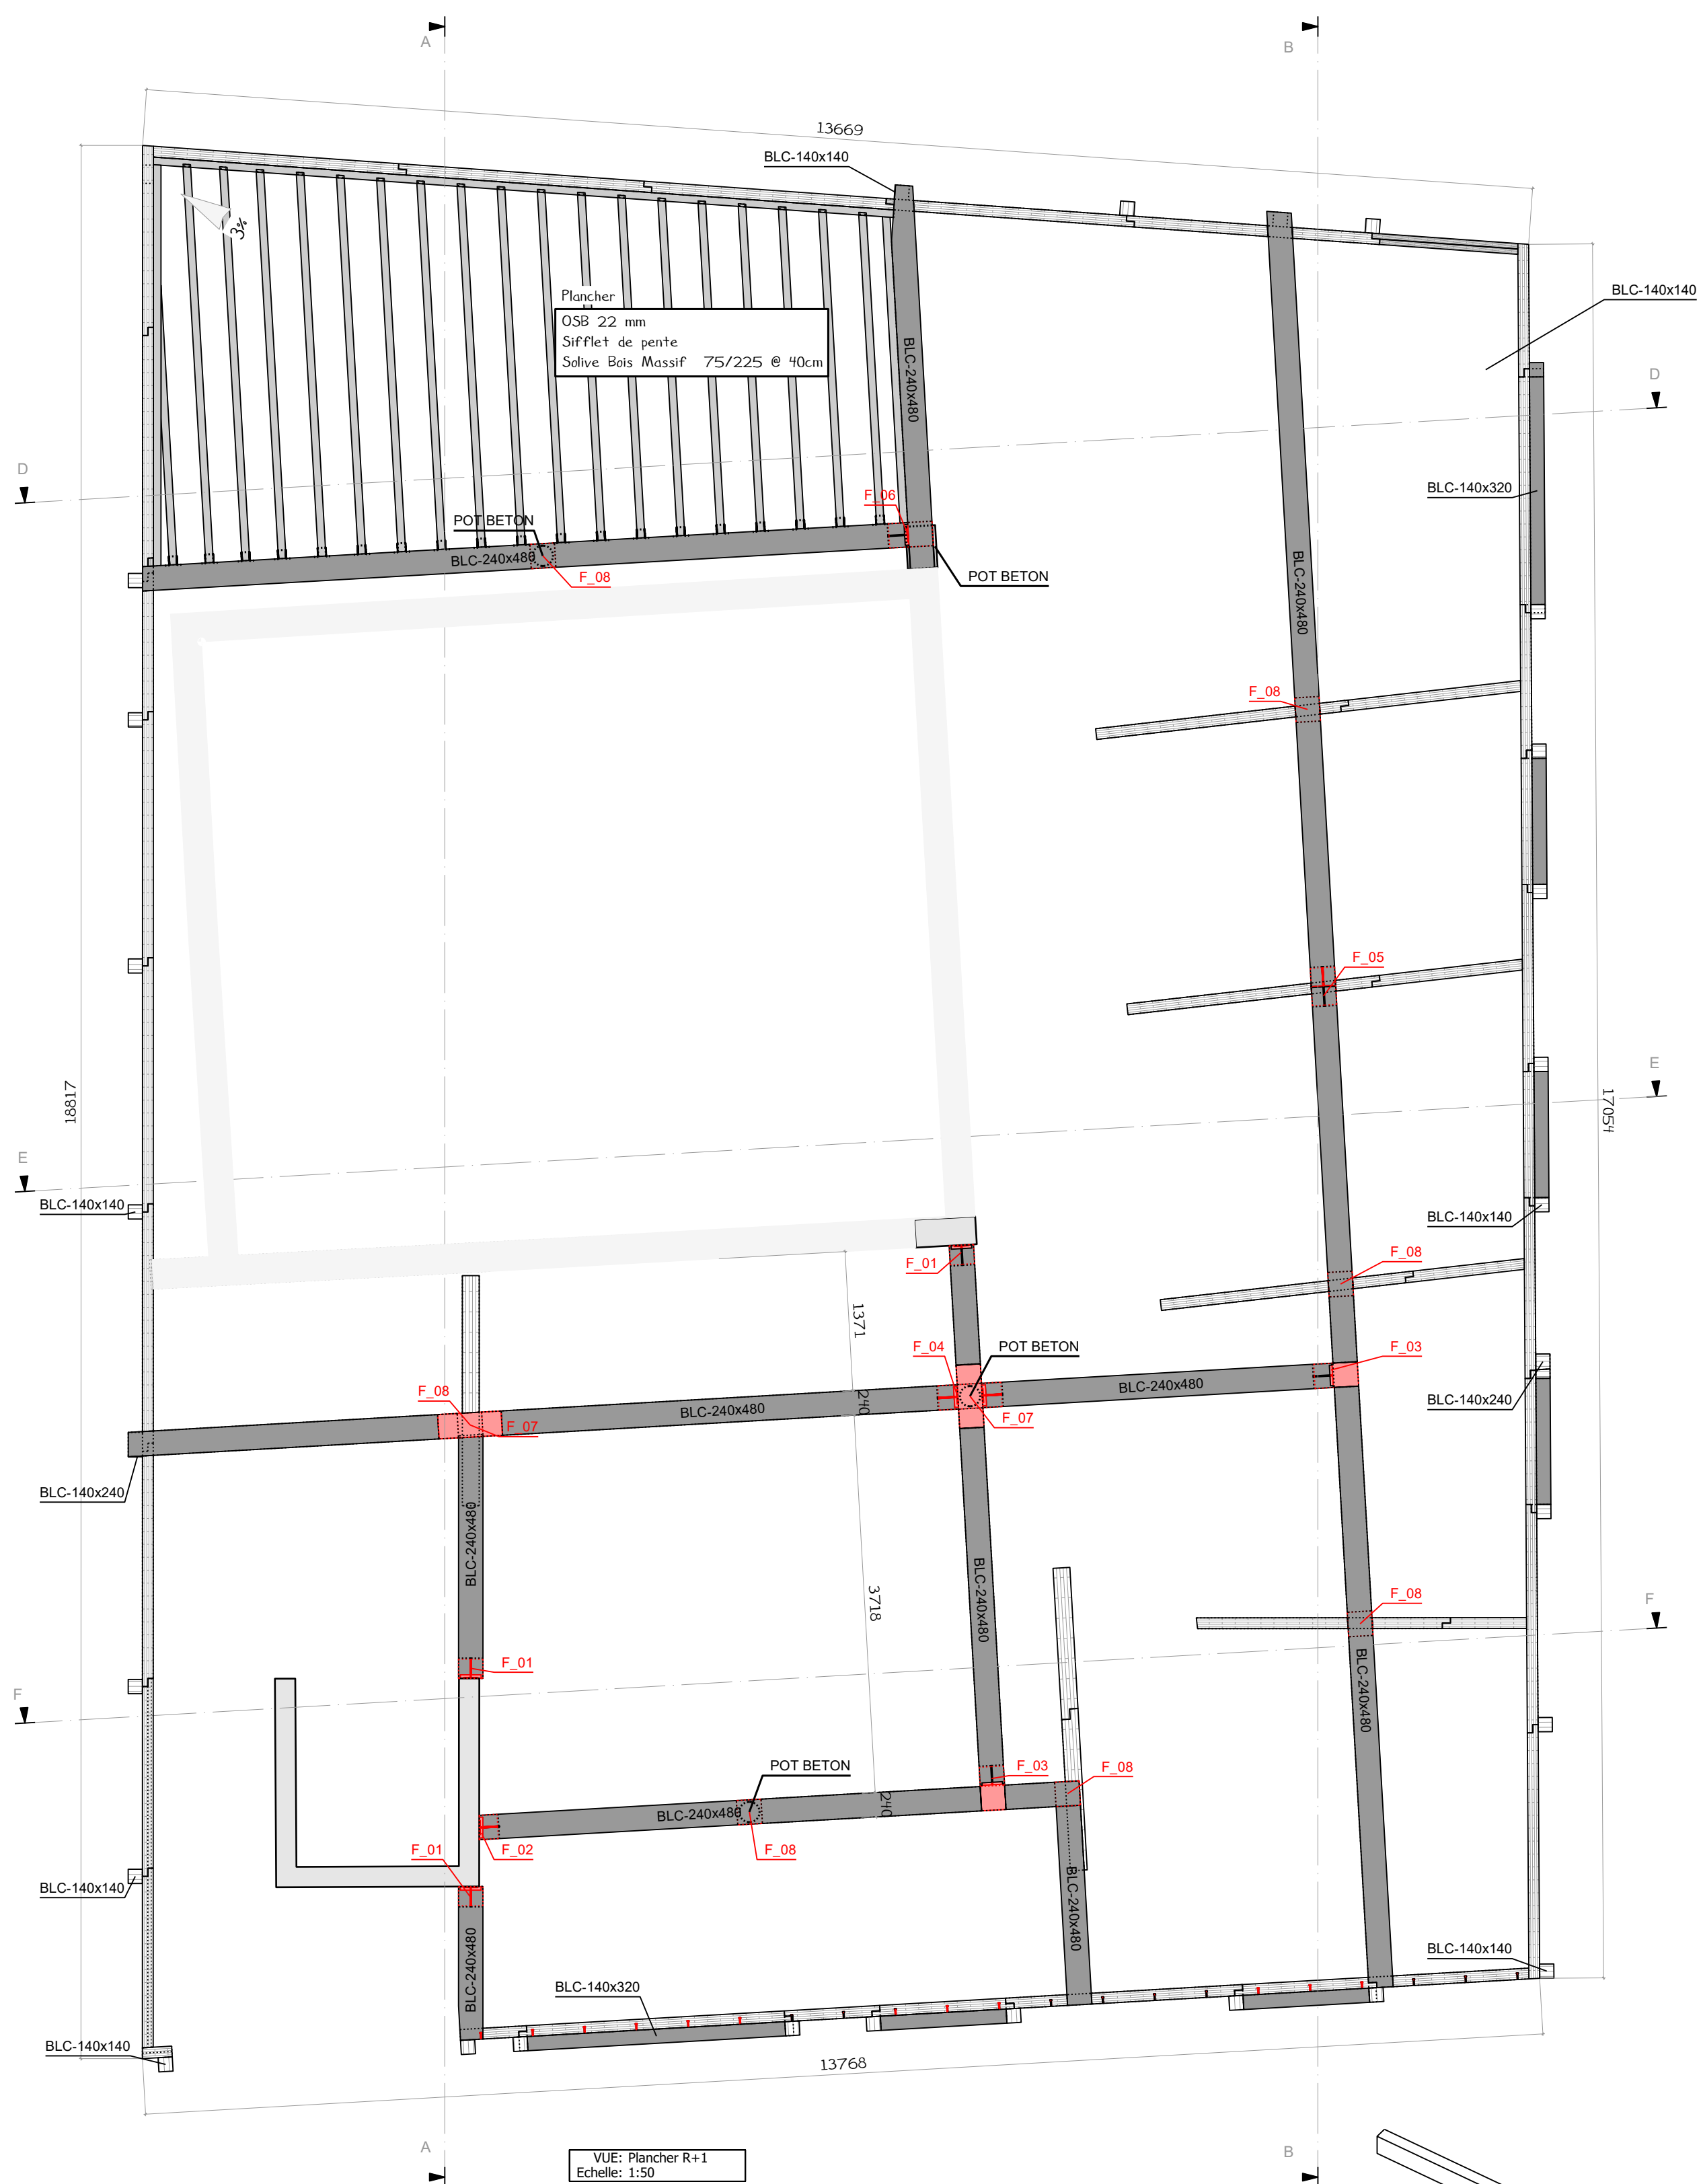 A
B
13669
BLC-140x140
3%
Plancher
OSB 22 mm
Sifflet de pente
Solive Bois Massif 75/225 @ 40cm
BLC-140x140
BLC-240x480
D
D
BLC-140x320
F_06
POT BETON
BLC-240x480
F_08
POT BETON
BLC-240x480
F_08
F_05
18817
17054
E
E
BLC-140x140
BLC-140x140
F_01
F_08
1371
F_04
POT BETON
F_03
F_08
BLC-240x480
240
BLC-240x480
BLC-140x240
F_07
F_07
BLC-140x240
BLC-240x480
BLC-240x480
3718
F_08
F
F_01
BLC-240x480
F
POT BETON
F_03
F_08
BLC-240x480
240
F_01
F_02
F_08
BLC-140x140
BLC-240x480
BLC-240x480
BLC-140x140
BLC-140x320
BLC-140x140
13768
A
B
VUE: Plancher R+1
Echelle: 1:50